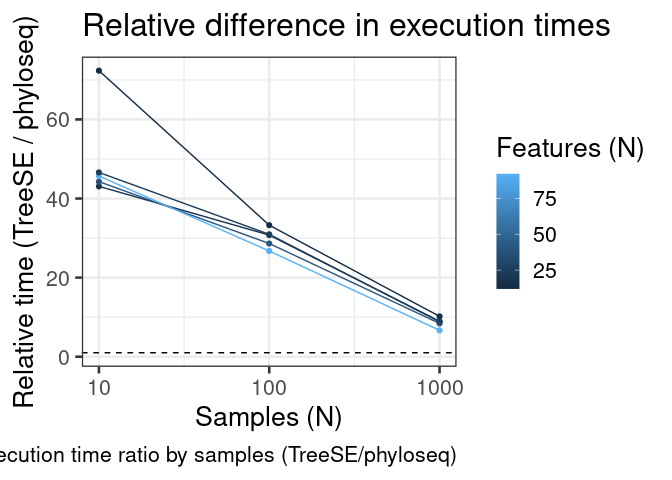 Relative difference in execution times
Relative time (TreeSE / phyloseq)
60
40
20
0
10 100 1000
Samples (N)
Features (N)
75
50
25
ecution time ratio by samples (TreeSE/phyloseq)